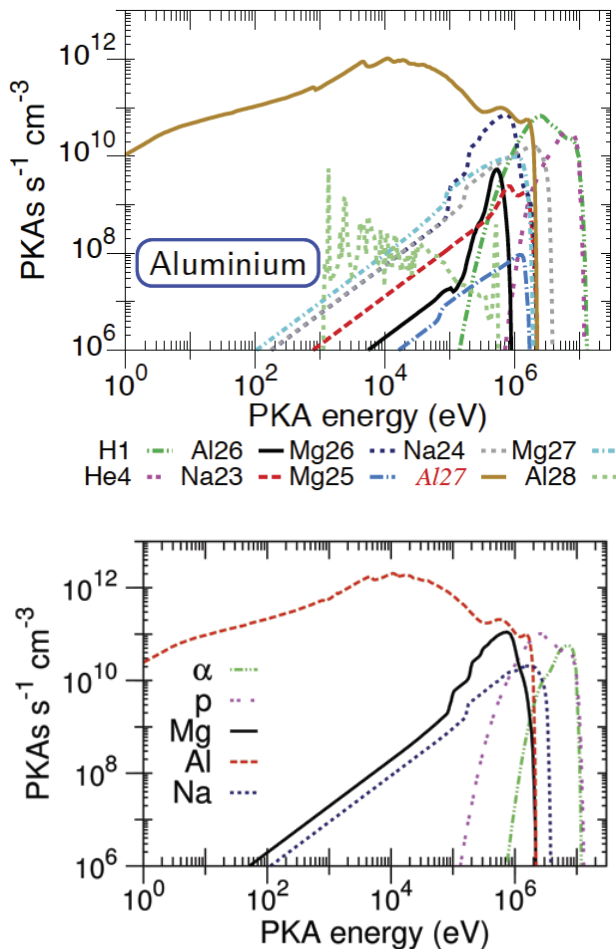 10^12
10^10
10^8
10^6
PKAs s^-1 cm^-3
Aluminium
10^0 10^2 10^4 10^6
PKA energy (eV)
H1 Al26 Mg26 Na24 Mg27
He4 Na23 Mg25 Al27 Al28
10^12
10^10
10^8
10^6
PKAs s^-1 cm^-3
α
p
Mg
Al
Na
10^0 10^2 10^4 10^6
PKA energy (eV)